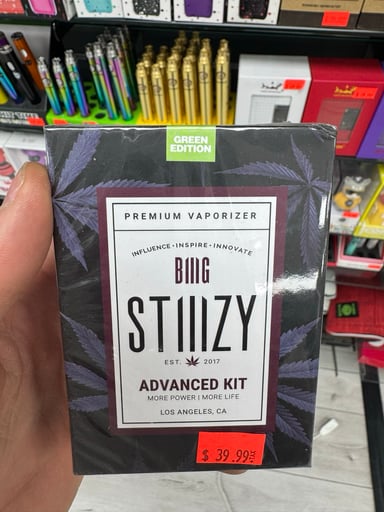 GREEN
EDITION
PREMIUM VAPORIZER
INFLUENCE • INSPIRE • INNOVATE
BIIIG
STIIIZY
EST. 2017
ADVANCED KIT
MORE POWER | MORE LIFE
LOS ANGELES, CA
$ 39.99